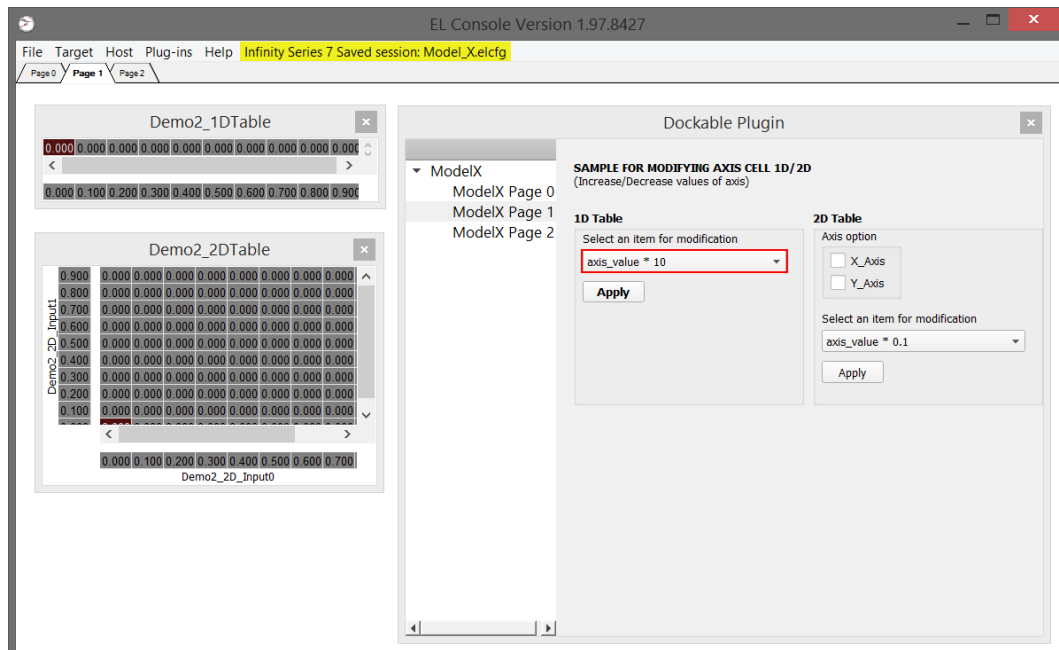 EL Console Version 1.97.8427
File Target Host Plug-ins Help Infinity Series 7 Saved session: Model_X.elcfg
Page 0 Page 1 Page 2
Demo2_1DTable
0.000 0.000 0.000 0.000 0.000 0.000 0.000 0.000 0.000 0.000
0.000 0.100 0.200 0.300 0.400 0.500 0.600 0.700 0.800 0.900
Demo2_2DTable
Demo2_2D_Input1
0.900 0.000 0.000 0.000 0.000 0.000 0.000 0.000 0.000
0.800 0.000 0.000 0.000 0.000 0.000 0.000 0.000 0.000
0.700 0.000 0.000 0.000 0.000 0.000 0.000 0.000 0.000
0.600 0.000 0.000 0.000 0.000 0.000 0.000 0.000 0.000
0.500 0.000 0.000 0.000 0.000 0.000 0.000 0.000 0.000
0.400 0.000 0.000 0.000 0.000 0.000 0.000 0.000 0.000
0.300 0.000 0.000 0.000 0.000 0.000 0.000 0.000 0.000
0.200 0.000 0.000 0.000 0.000 0.000 0.000 0.000 0.000
0.100 0.000 0.000 0.000 0.000 0.000 0.000 0.000 0.000
0.000 0.100 0.200 0.300 0.400 0.500 0.600 0.700
Demo2_2D_Input0
Dockable Plugin
ModelX
ModelX Page 0
ModelX Page 1
ModelX Page 2
SAMPLE FOR MODIFYING AXIS CELL 1D/2D
(Increase/Decrease values of axis)
1D Table
Select an item for modification
axis_value * 10
Apply
2D Table
Axis option
X_Axis
Y_Axis
Select an item for modification
axis_value * 0.1
Apply